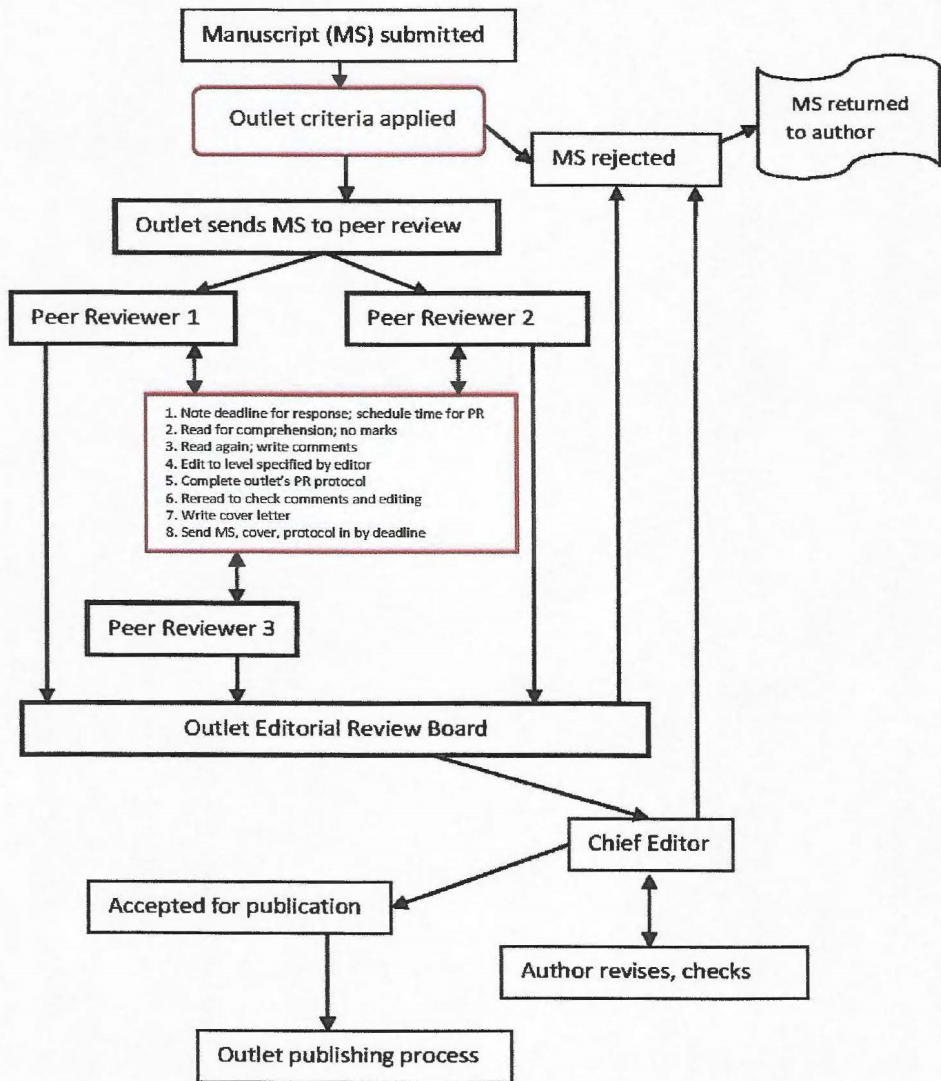 Manuscript (MS) submitted
Outlet criteria applied
MS returned
to author
MS rejected
Outlet sends MS to peer review
Peer Reviewer 1
Peer Reviewer 2
1. Note deadline for response; schedule time for PR
2. Read for comprehension; no marks
3. Read again; write comments
4. Edit to level specified by editor
5. Complete outlet's PR protocol
6. Reread to check comments and editing
7. Write cover letter
8. Send MS, cover, protocol in by deadline
Peer Reviewer 3
Outlet Editorial Review Board
Chief Editor
Accepted for publication
Author revises, checks
Outlet publishing process